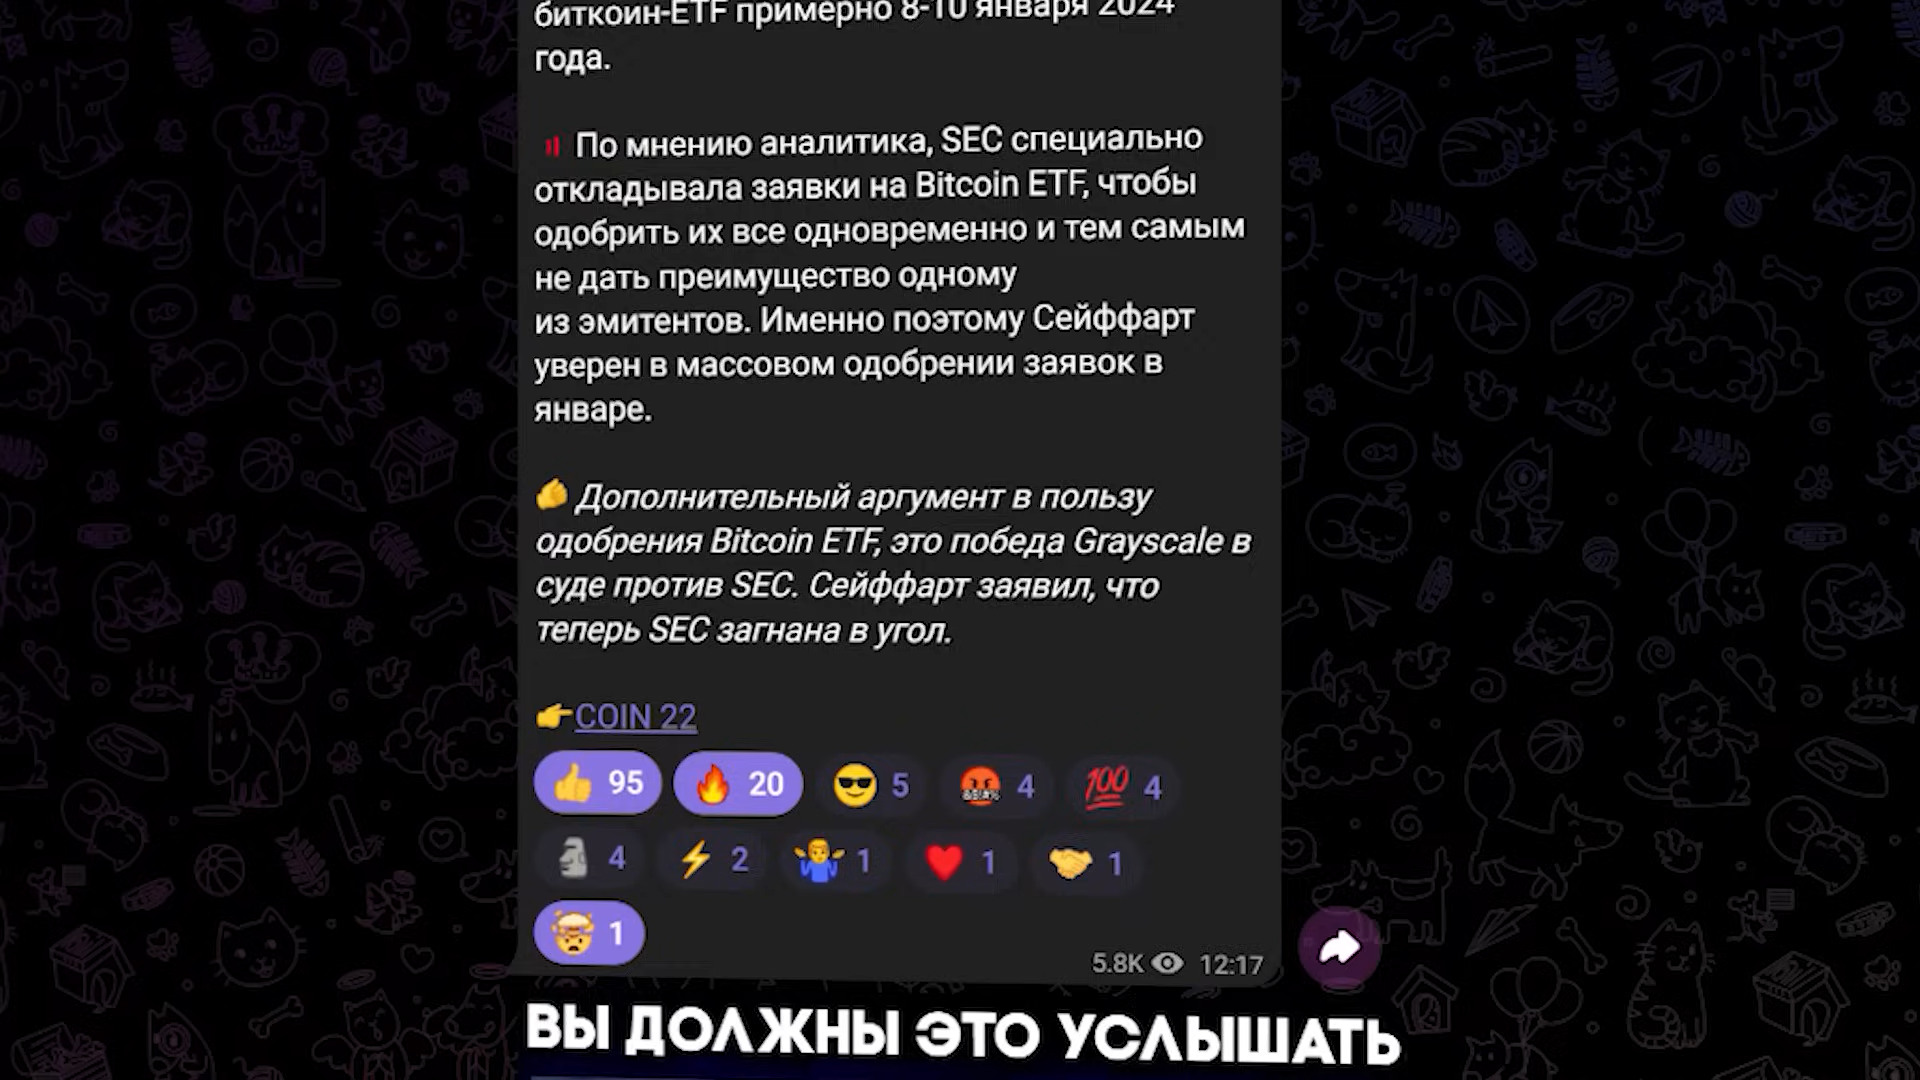 биткоин-ETF примерно 8-10 января 2024
года.
По мнению аналитика, SEC специально
откладывала заявки на Bitcoin ETF, чтобы
одобрить их все одновременно и тем самым
не дать преимущество одному
из эмитентов. Именно поэтому Сейффарт
уверен в массовом одобрении заявок в
январе.
Дополнительный аргумент в пользу
одобрения Bitcoin ETF, это победа Grayscale в
суде против SEC. Сейффарт заявил, что
теперь SEC загнана в угол.
COIN 22
95 20 5 4 100 4
4 2 1 1 1
1
5.8K 12:17
ВЫ ДОЛЖНЫ ЭТО УСЛЫШАТЬ